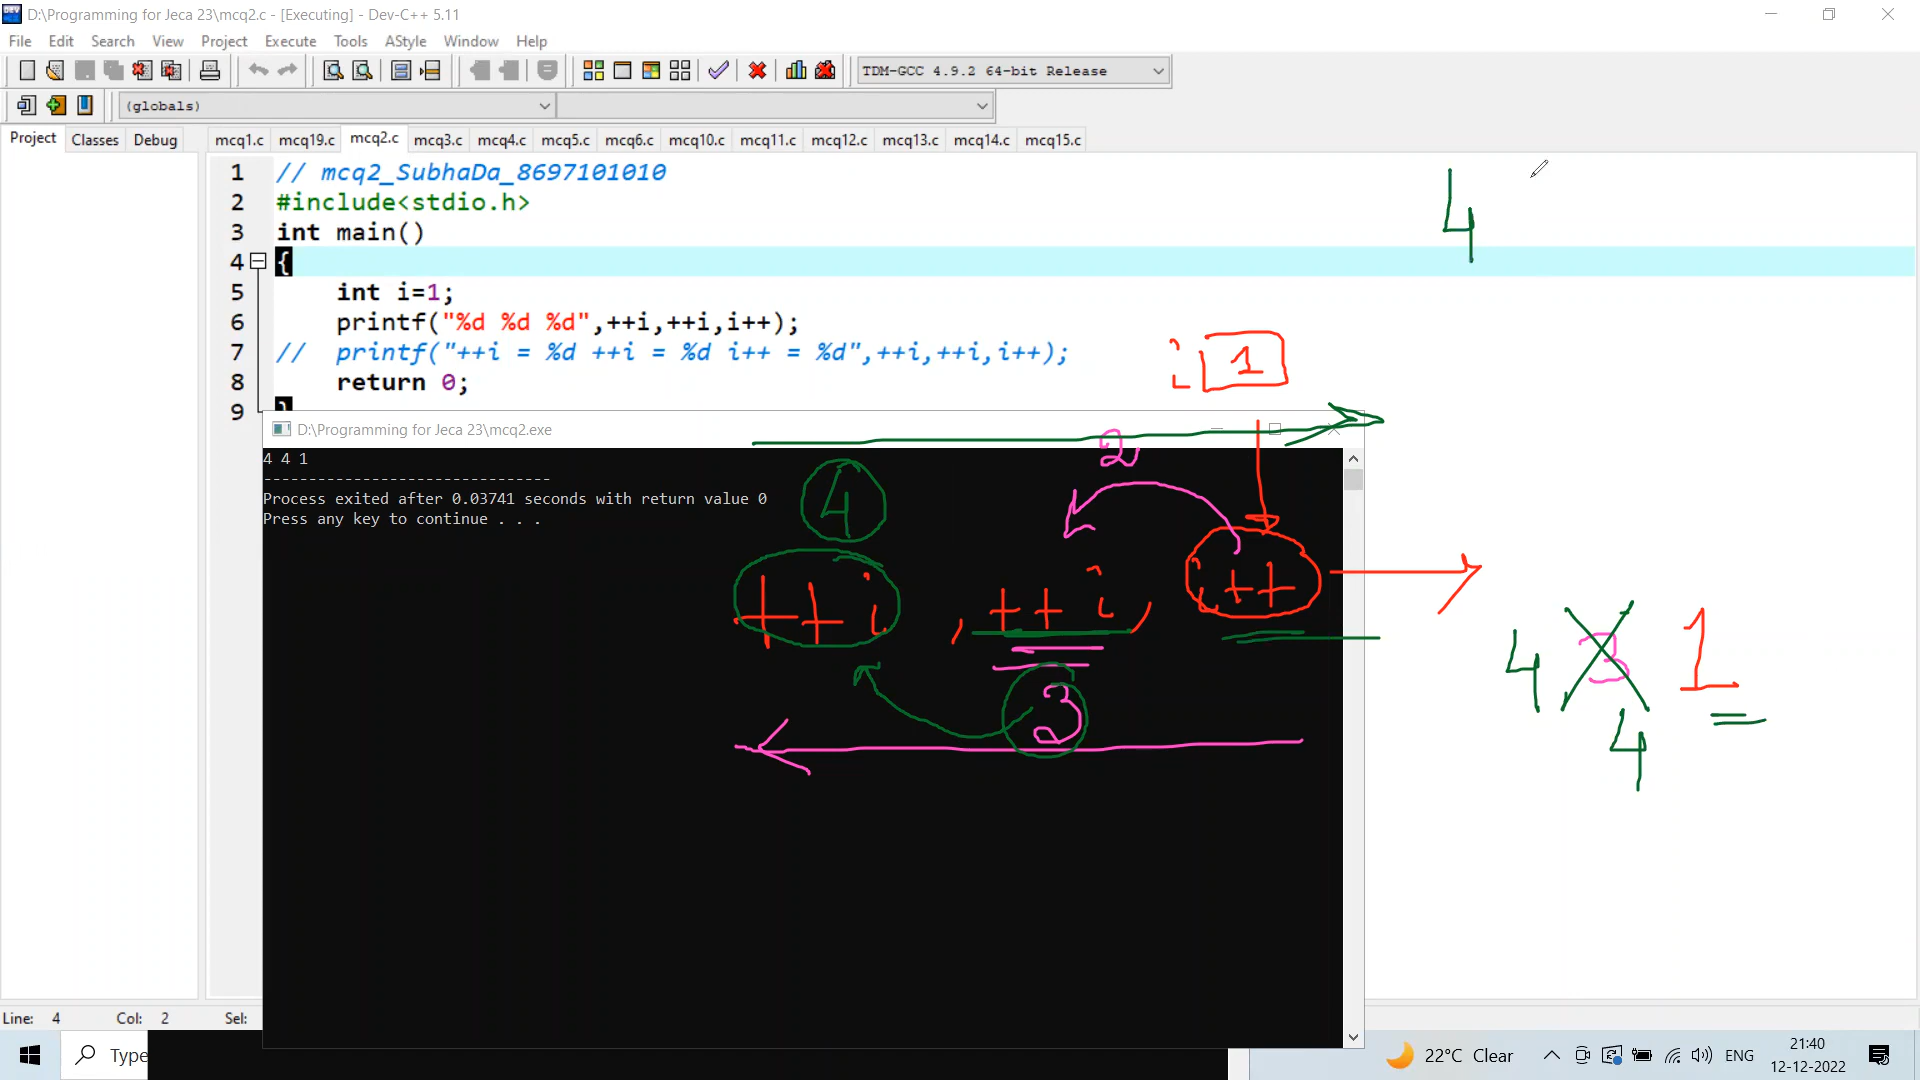 D:\Programming for Jeca 23\mcq2.c - [Executing] - Dev-C++ 5.11
File Edit Search View Project Execute Tools AStyle Window Help
TDM-GCC 4.9.2 64-bit Release
(globals)
Project Classes Debug mcq1.c mcq19.c mcq2.c mcq3.c mcq4.c mcq5.c mcq6.c mcq10.c mcq11.c mcq12.c mcq13.c mcq14.c mcq15.c
1 // mcq2_SubhaDa_8697101010
2 #include<stdio.h>
3 int main()
4 {
5 int i=1;
6 printf("%d %d %d",++i,++i,i++);
7 // printf("++i = %d ++i = %d i++ = %d",++i,++i,i++);
8 return 0;
9 }
4
i 1
D:\Programming for Jeca 23\mcq2.exe
4 4 1
--------------------------------
Process exited after 0.03741 seconds with return value 0
Press any key to continue . . .
2
4
++i , ++i, i++
3
4 3 1
4
Line: 4 Col: 2 Sel:
Type
22°C Clear
ENG
21:40
12-12-2022